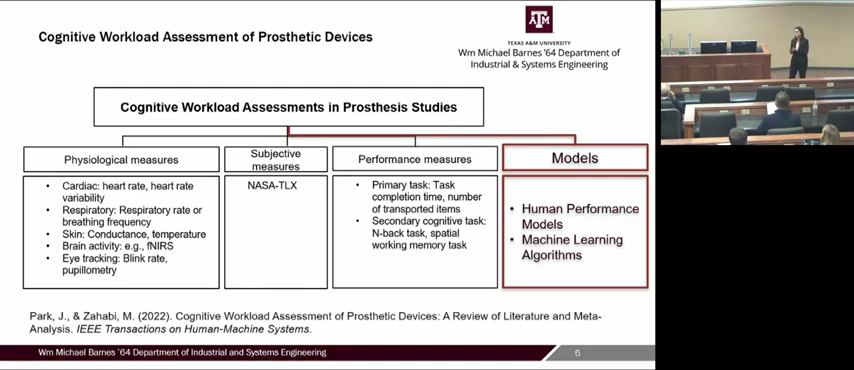 Cognitive Workload Assessment of Prosthetic Devices
ĀM
TEXAS A&M UNIVERSITY
Wm Michael Barnes '64 Department of
Industrial & Systems Engineering
Cognitive Workload Assessments in Prosthesis Studies
Physiological measures
• Cardiac: heart rate, heart rate
variability
• Respiratory: Respiratory rate or
breathing frequency
• Skin: Conductance, temperature
• Brain activity: e.g., fNIRS
• Eye tracking: Blink rate,
pupillometry
Subjective
measures
NASA-TLX
Performance measures
• Primary task: Task
completion time, number
of transported items
• Secondary cognitive task:
N-back task, spatial
working memory task
Models
• Human Performance
Models
• Machine Learning
Algorithms
Park, J., & Zahabi, M. (2022). Cognitive Workload Assessment of Prosthetic Devices: A Review of Literature and Meta-
Analysis. IEEE Transactions on Human-Machine Systems.
Wm Michael Barnes '64 Department of Industrial and Systems Engineering
6